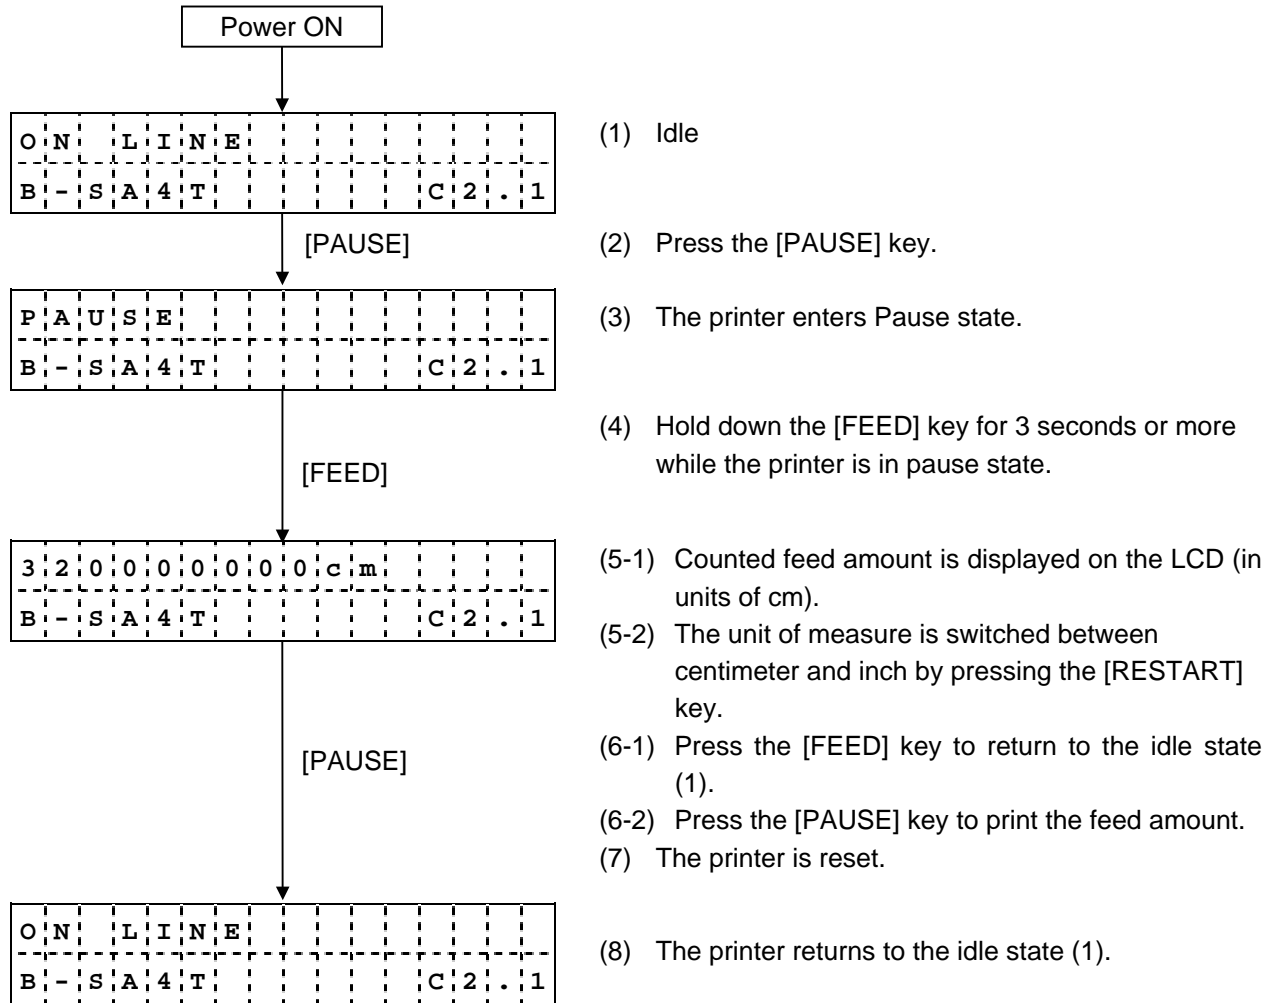 Power ON
ON LINE
B-SA4T C2.1
(1) Idle
[PAUSE]
(2) Press the [PAUSE] key.
PAUSE
B-SA4T C2.1
(3) The printer enters Pause state.
[FEED]
(4) Hold down the [FEED] key for 3 seconds or more
while the printer is in pause state.
320000000cm
B-SA4T C2.1
(5-1) Counted feed amount is displayed on the LCD (in
units of cm).
(5-2) The unit of measure is switched between
centimeter and inch by pressing the [RESTART]
key.
[PAUSE]
(6-1) Press the [FEED] key to return to the idle state
(1).
(6-2) Press the [PAUSE] key to print the feed amount.
(7) The printer is reset.
ON LINE
B-SA4T C2.1
(8) The printer returns to the idle state (1).